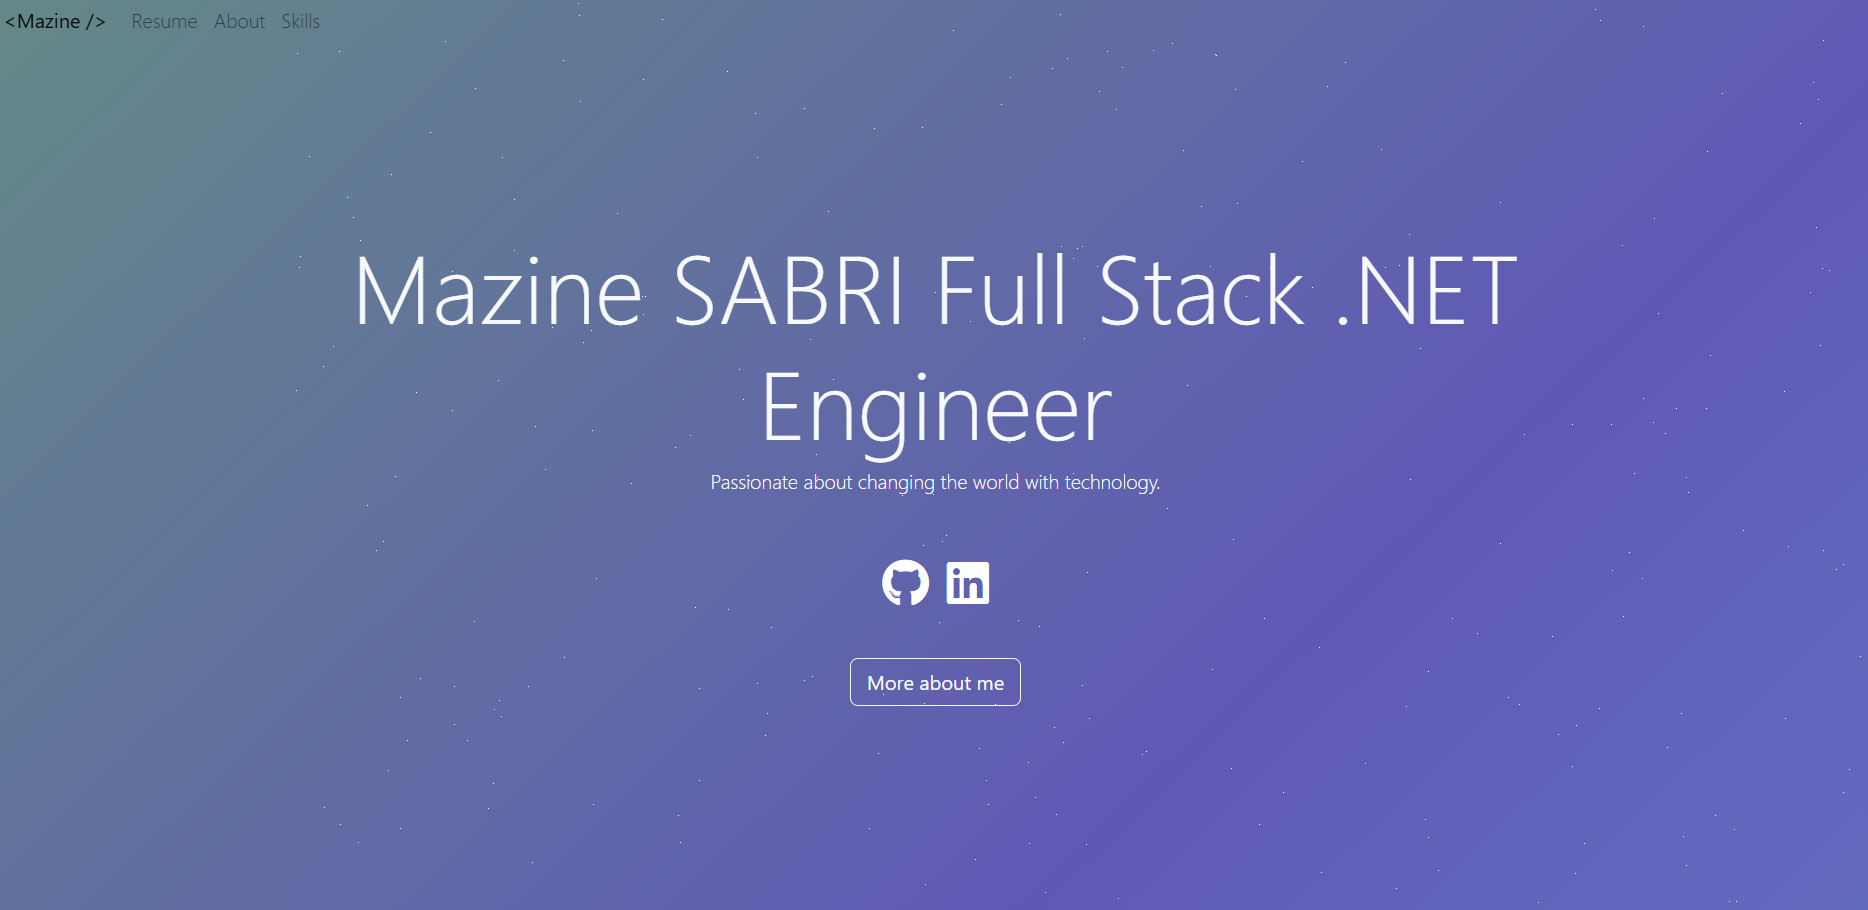 <Mazine /> Resume About Skills
Mazine SABRI Full Stack .NET
Engineer
Passionate about changing the world with technology.
in
More about me